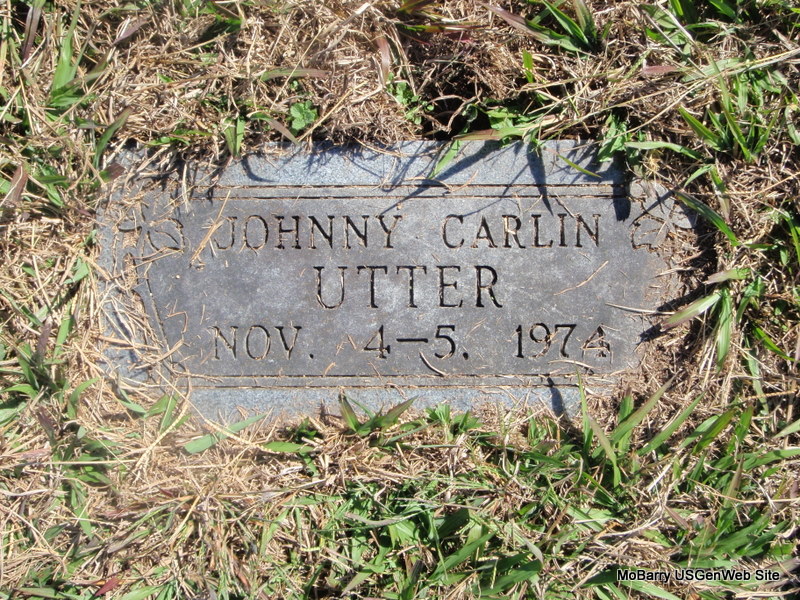 JOHNNY CARLIN
UTTER
NOV. 4-5. 1974
MoBarry USGenWeb Site